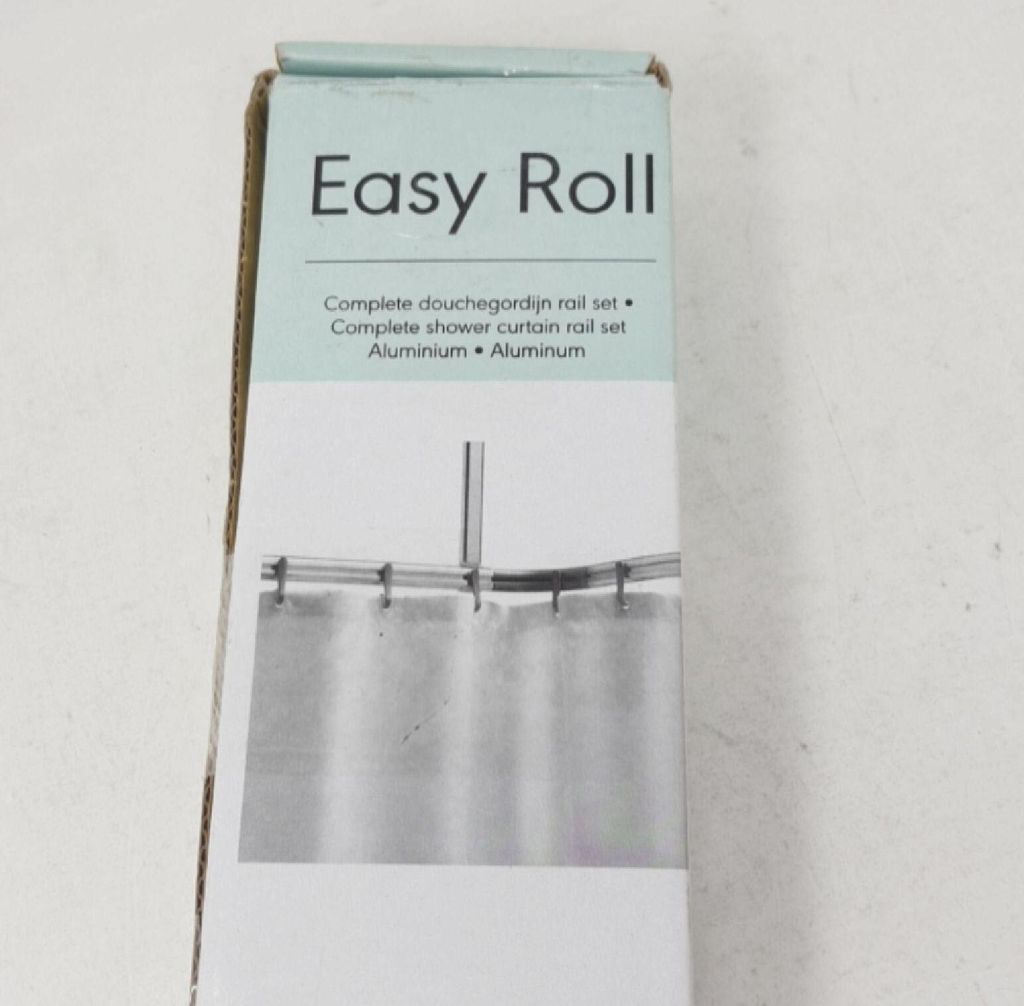 Easy Roll
Complete douchegordijn rail set •
Complete shower curtain rail set
Aluminium • Aluminum